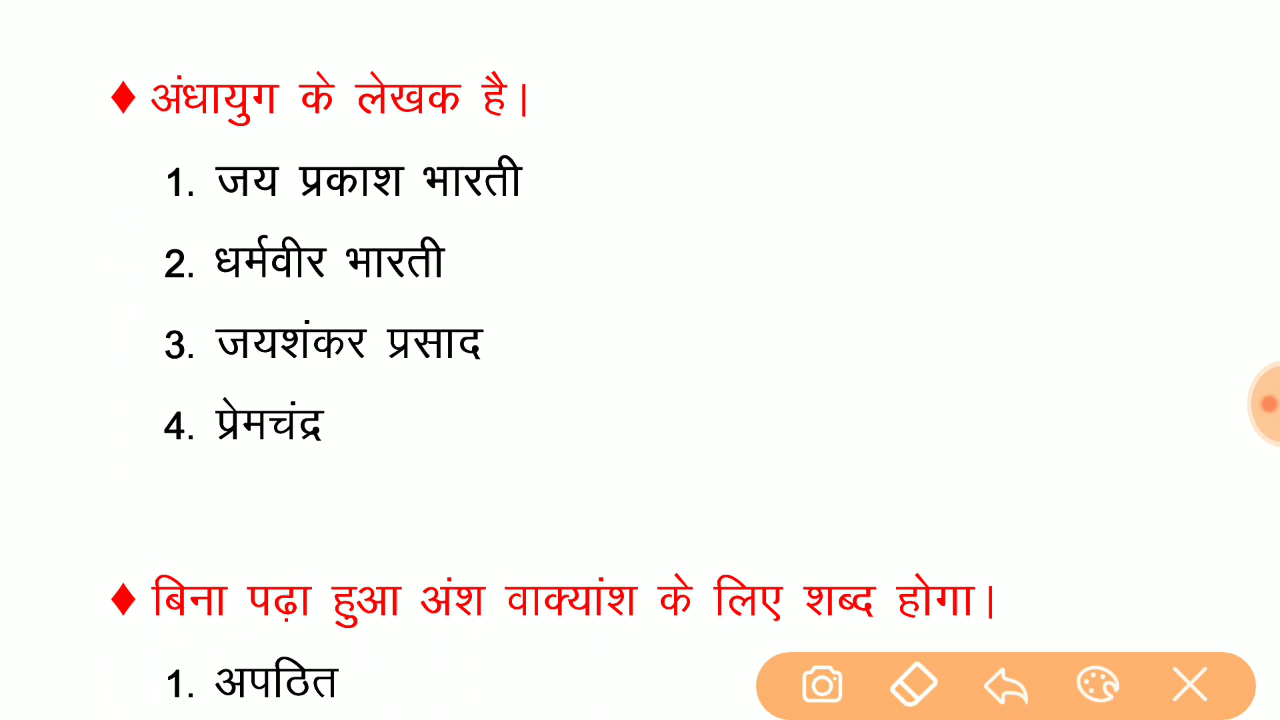 ♦ अंधायुग के लेखक है।
1. जय प्रकाश भारती
2. धर्मवीर भारती
3. जयशंकर प्रसाद
4. प्रेमचंद्र
♦ बिना पढ़ा हुआ अंश वाक्यांश के लिए शब्द होगा।
1. अपठित